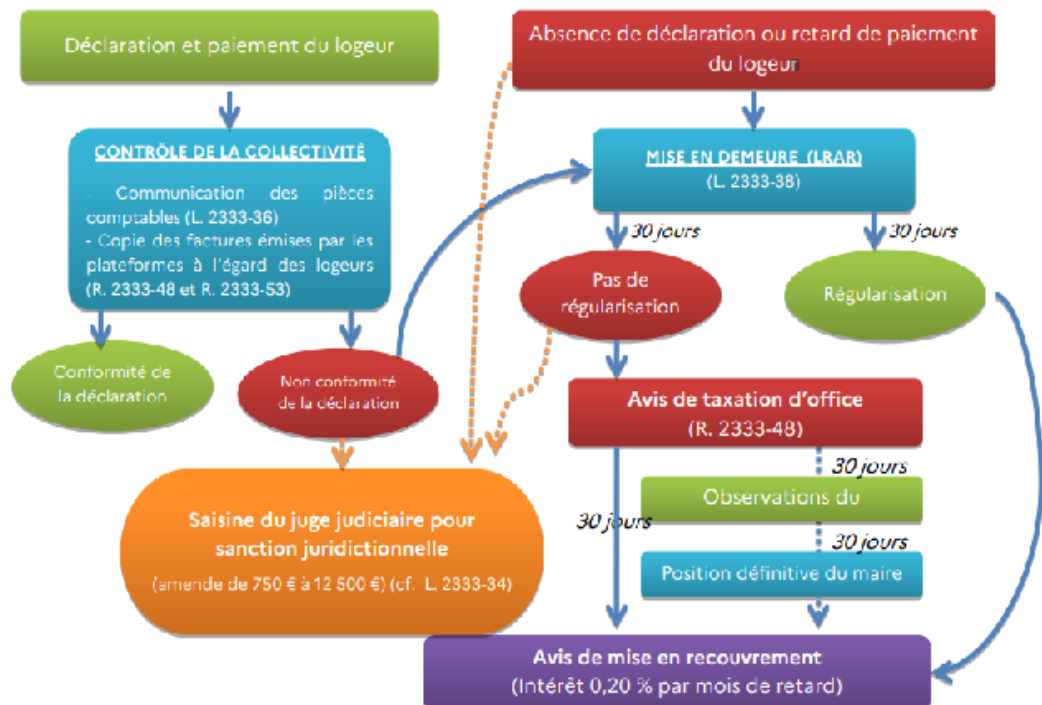 Déclaration et paiement du logeur
Absence de déclaration ou retard de paiement
du logeur
CONTRÔLE DE LA COLLECTIVITÉ
- Communication des pièces
comptables (L. 2333-36)
- Copie des factures émises par les
plateformes à l'égard des logeurs
(R. 2333-48 et R. 2333-53)
MISE EN DEMEURE (LRAR)
(L. 2333-38)
30 jours
30 jours
Pas de
régularisation
Régularisation
Conformité de
la déclaration
Non conformité
de la déclaration
Avis de taxation d'office
(R. 2333-48)
30 jours
Observations du
30 jours
30 jours
Position définitive du maire
Saisine du juge judiciaire pour
sanction juridictionnelle
(amende de 750 € à 12 500 €) (cf. L. 2333-34)
Avis de mise en recouvrement
(Intérêt 0,20 % par mois de retard)